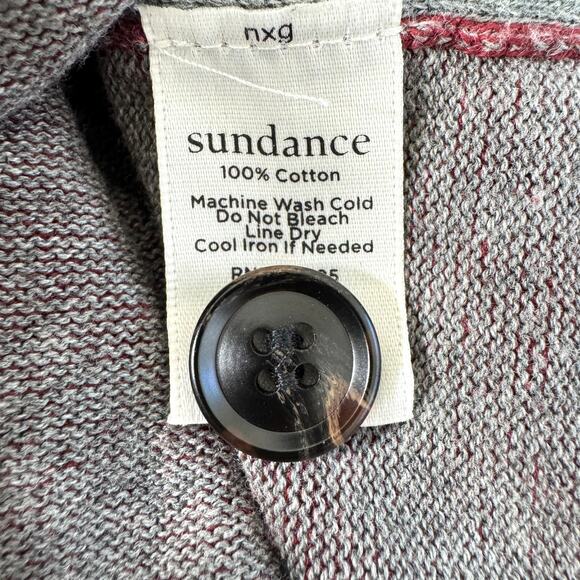 nxg
sundance
100% Cotton
Machine Wash Cold
Do Not Bleach
Line Dry
Cool Iron If Needed